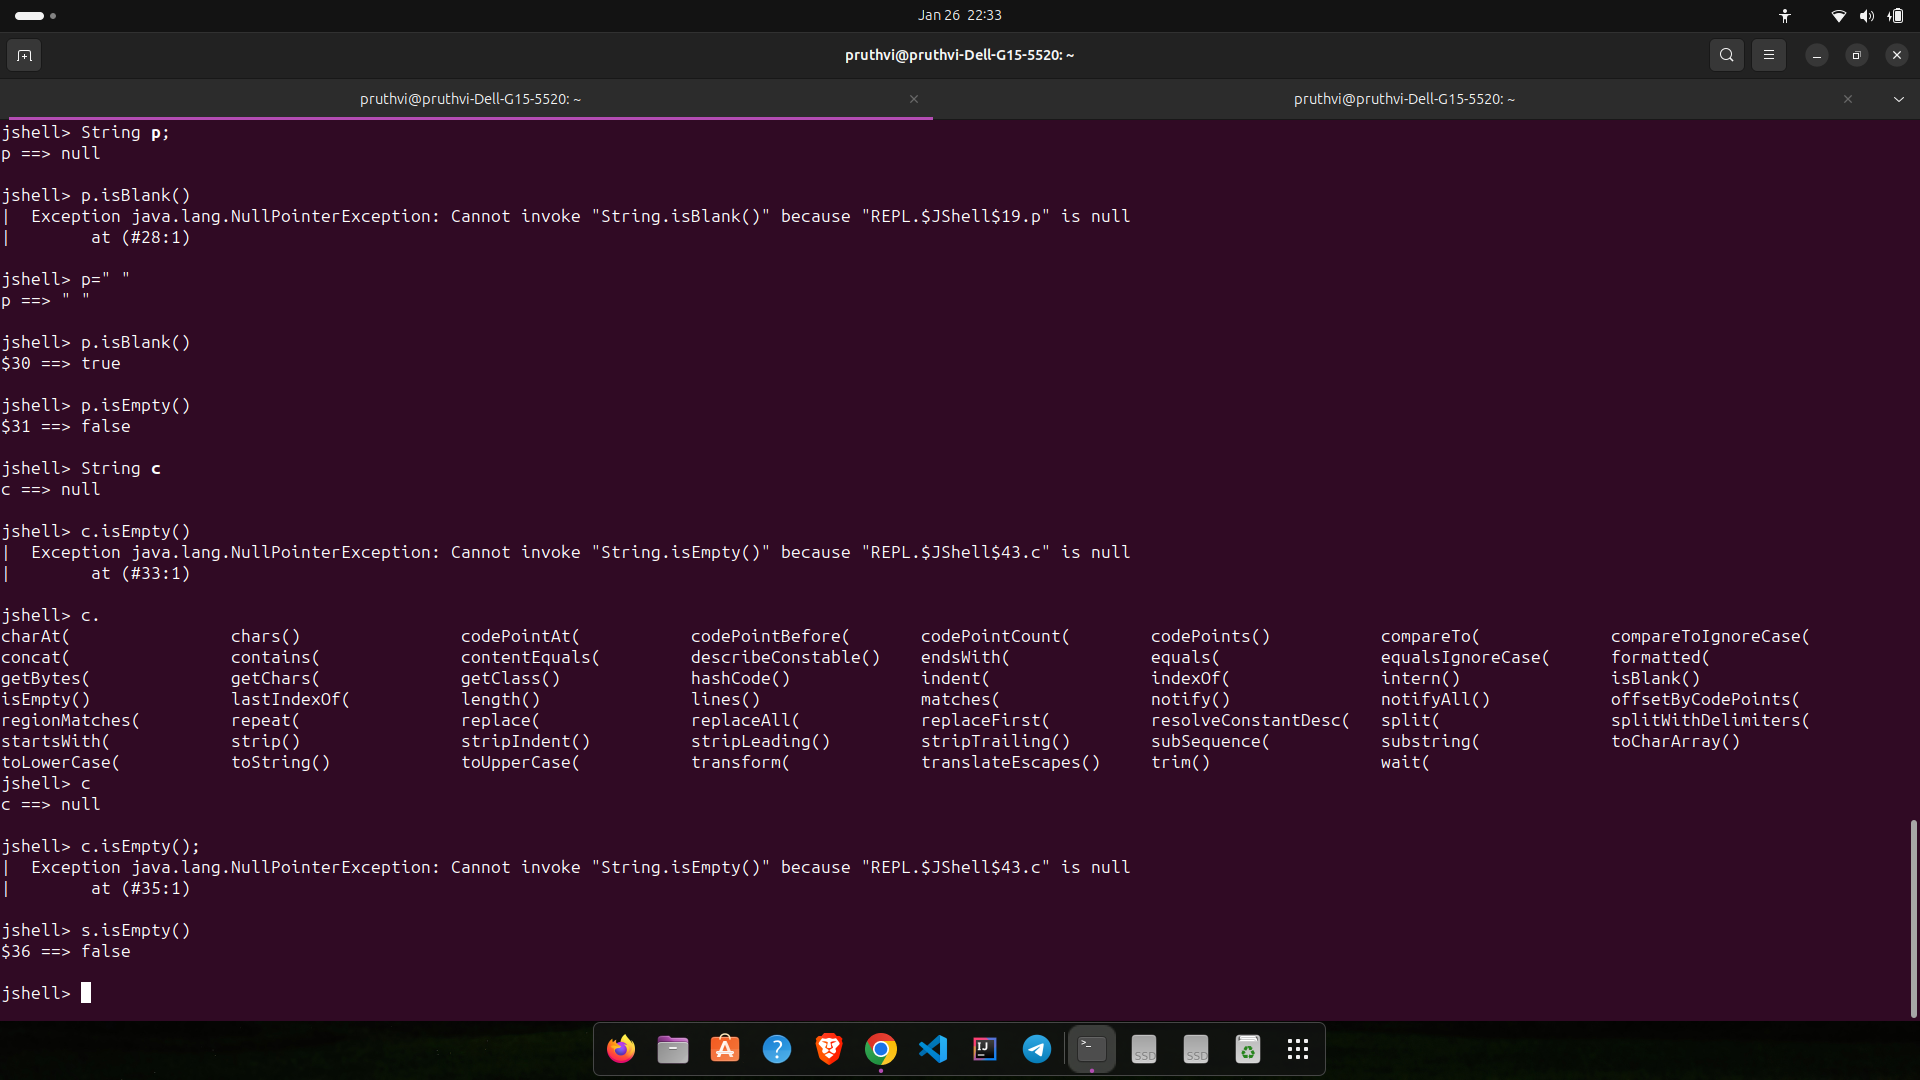 Jan 26 22:33
pruthvi@pruthvi-Dell-G15-5520: ~
pruthvi@pruthvi-Dell-G15-5520: ~
pruthvi@pruthvi-Dell-G15-5520: ~
jshell> String p;
p ==> null
jshell> p.isBlank()
|  Exception java.lang.NullPointerException: Cannot invoke "String.isBlank()" because "REPL.$JShell$19.p" is null
|        at (#28:1)
jshell> p=" "
p ==> " "
jshell> p.isBlank()
$30 ==> true
jshell> p.isEmpty()
$31 ==> false
jshell> String c
c ==> null
jshell> c.isEmpty()
|  Exception java.lang.NullPointerException: Cannot invoke "String.isEmpty()" because "REPL.$JShell$43.c" is null
|        at (#33:1)
jshell> c.
charAt( chars() codePointAt( codePointBefore( codePointCount( codePoints() compareTo( compareToIgnoreCase(
concat( contains( contentEquals( describeConstable() endsWith( equals( equalsIgnoreCase( formatted(
getBytes( getChars( getClass() hashCode() indent( indexOf( intern() isBlank()
isEmpty() lastIndexOf( length() lines() matches( notify() notifyAll() offsetByCodePoints(
regionMatches( repeat( replace( replaceAll( replaceFirst( resolveConstantDesc( split( splitWithDelimiters(
startsWith( strip() stripIndent() stripLeading() stripTrailing() subSequence( substring( toCharArray()
toLowerCase( toString() toUpperCase( transform( translateEscapes() trim() wait(
jshell> c
c ==> null
jshell> c.isEmpty();
|  Exception java.lang.NullPointerException: Cannot invoke "String.isEmpty()" because "REPL.$JShell$43.c" is null
|        at (#35:1)
jshell> s.isEmpty()
$36 ==> false
jshell>
IJ
SSD
SSD